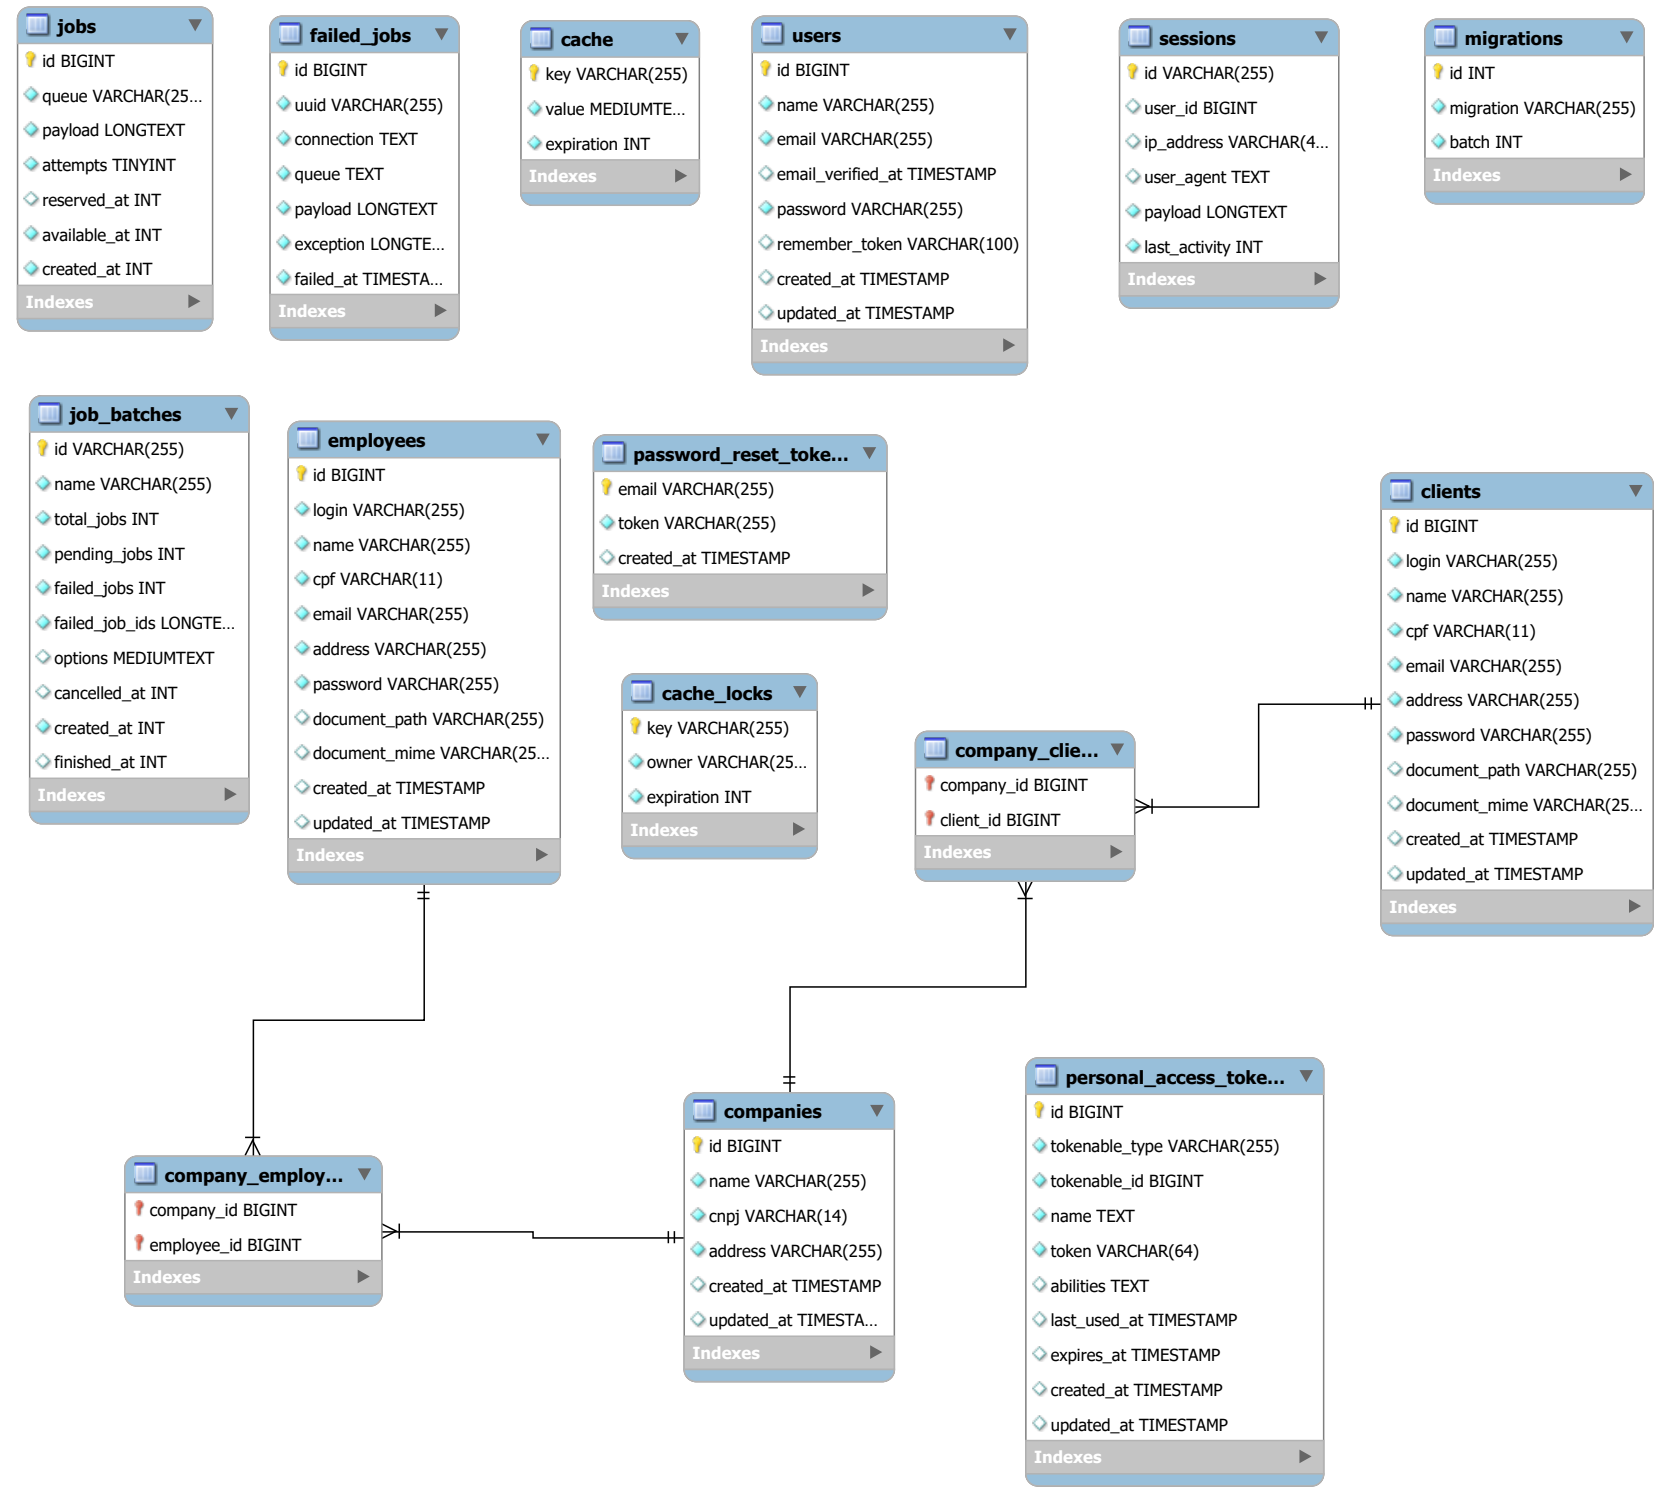 jobs
id BIGINT
queue VARCHAR(25...
payload LONGTEXT
attempts TINYINT
reserved_at INT
available_at INT
created_at INT
Indexes
failed_jobs
id BIGINT
uuid VARCHAR(255)
connection TEXT
queue TEXT
payload LONGTEXT
exception LONGTE...
failed_at TIMESTA...
Indexes
cache
key VARCHAR(255)
value MEDIUMTE...
expiration INT
Indexes
users
id BIGINT
name VARCHAR(255)
email VARCHAR(255)
email_verified_at TIMESTAMP
password VARCHAR(255)
remember_token VARCHAR(100)
created_at TIMESTAMP
updated_at TIMESTAMP
Indexes
sessions
id VARCHAR(255)
user_id BIGINT
ip_address VARCHAR(4...
user_agent TEXT
payload LONGTEXT
last_activity INT
Indexes
migrations
id INT
migration VARCHAR(255)
batch INT
Indexes
job_batches
id VARCHAR(255)
name VARCHAR(255)
total_jobs INT
pending_jobs INT
failed_jobs INT
failed_job_ids LONGTE...
options MEDIUMTEXT
cancelled_at INT
created_at INT
finished_at INT
Indexes
employees
id BIGINT
login VARCHAR(255)
name VARCHAR(255)
cpf VARCHAR(11)
email VARCHAR(255)
address VARCHAR(255)
password VARCHAR(255)
document_path VARCHAR(255)
document_mime VARCHAR(25...
created_at TIMESTAMP
updated_at TIMESTAMP
Indexes
password_reset_toke...
email VARCHAR(255)
token VARCHAR(255)
created_at TIMESTAMP
Indexes
cache_locks
key VARCHAR(255)
owner VARCHAR(25...
expiration INT
Indexes
company_clie...
company_id BIGINT
client_id BIGINT
Indexes
clients
id BIGINT
login VARCHAR(255)
name VARCHAR(255)
cpf VARCHAR(11)
email VARCHAR(255)
address VARCHAR(255)
password VARCHAR(255)
document_path VARCHAR(255)
document_mime VARCHAR(25...
created_at TIMESTAMP
updated_at TIMESTAMP
Indexes
company_employ...
company_id BIGINT
employee_id BIGINT
Indexes
companies
id BIGINT
name VARCHAR(255)
cnpj VARCHAR(14)
address VARCHAR(255)
created_at TIMESTAMP
updated_at TIMESTA...
Indexes
personal_access_toke...
id BIGINT
tokenable_type VARCHAR(255)
tokenable_id BIGINT
name TEXT
token VARCHAR(64)
abilities TEXT
last_used_at TIMESTAMP
expires_at TIMESTAMP
created_at TIMESTAMP
updated_at TIMESTAMP
Indexes